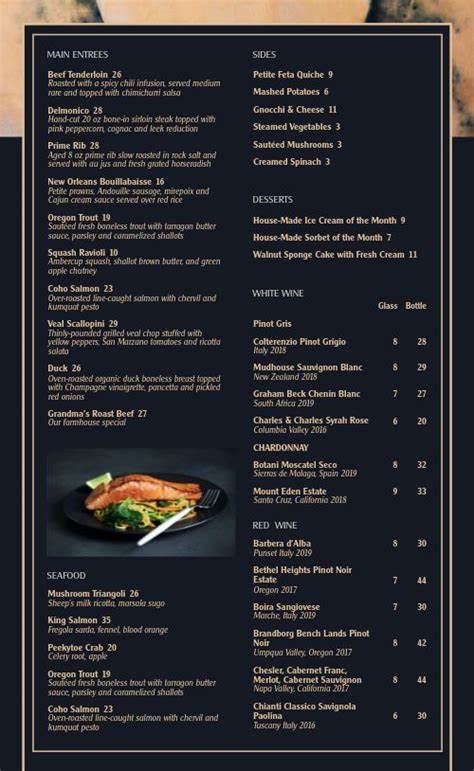 MAIN ENTREES
Beef Tenderloin 26
Roasted with a spicy chili infusion, served medium
rare and topped with chimichurri salsa
Delmonico 28
Hand-cut 20 oz bone-in sirloin steak topped with
pink peppercorn, cognac and leek reduction
Prime Rib 28
Aged 8 oz prime rib slow roasted in rock salt and
served with au jus and fresh grated horseradish
New Orleans Bouillabaisse 16
Petite prawns, Andouille sausage, mirepoix and
Cajun cream sauce served over red rice
Oregon Trout 19
Sautéed fresh boneless trout with tarragon butter
sauce, parsley and caramelized shallots
Squash Ravioli 10
Ambercup squash, shallot brown butter, and green
apple chutney
Coho Salmon 23
Oven-roasted line-caught salmon with chervil and
kumquat pesto
Veal Scallopini 29
Thinly-pounded grilled veal chop stuffed with
yellow peppers, San Marzano tomatoes and ricotta
salata
Duck 26
Oven-roasted organic duck boneless breast topped
with Champagne vinaigrette, pancetta and pickled
red onions
Grandma's Roast Beef 27
Our farmhouse special
SEAFOOD
Mushroom Triangoli 26
Sheep's milk ricotta, marsala sugo
King Salmon 35
Fregola sarda, fennel, blood orange
Peekytoe Crab 20
Celery root, apple
Oregon Trout 19
Sautéed fresh boneless trout with tarragon butter
sauce, parsley and caramelized shallots
Coho Salmon 23
Oven-roasted line-caught salmon with chervil and
kumquat pesto
SIDES
Petite Feta Quiche 9
Mashed Potatoes 6
Gnocchi & Cheese 11
Steamed Vegetables 3
Sautéed Mushrooms 3
Creamed Spinach 3
DESSERTS
House-Made Ice Cream of the Month 9
House-Made Sorbet of the Month 7
Walnut Sponge Cake with Fresh Cream 11
WHITE WINE
Glass Bottle
Pinot Gris
Colterenzio Pinot Grigio 8 28
Italy 2018
Mudhouse Sauvignon Blanc 8 29
New Zealand 2018
Graham Beck Chenin Blanc 7 27
South Africa 2019
Charles & Charles Syrah Rose 6 20
Columbia Valley 2016
CHARDONNAY
Botani Moscatel Seco 8 32
Sierras de Malaga, Spain 2019
Mount Eden Estate 9 33
Santa Cruz, California 2018
RED WINE
Barbera d'Alba 8 30
Punset Italy 2019
Bethel Heights Pinot Noir
Estate 7 44
Oregon 2017
Boira Sangiovese 7 30
Marche, Italy 2019
Brandborg Bench Lands Pinot
Noir 8 42
Umpqua Valley, Oregon 2017
Chesler, Cabernet Franc,
Merlot, Cabernet Sauvignon 8 44
Napa Valley, California 2017
Chianti Classico Savignola
Paolina 6 30
Tuscany Italy 2016